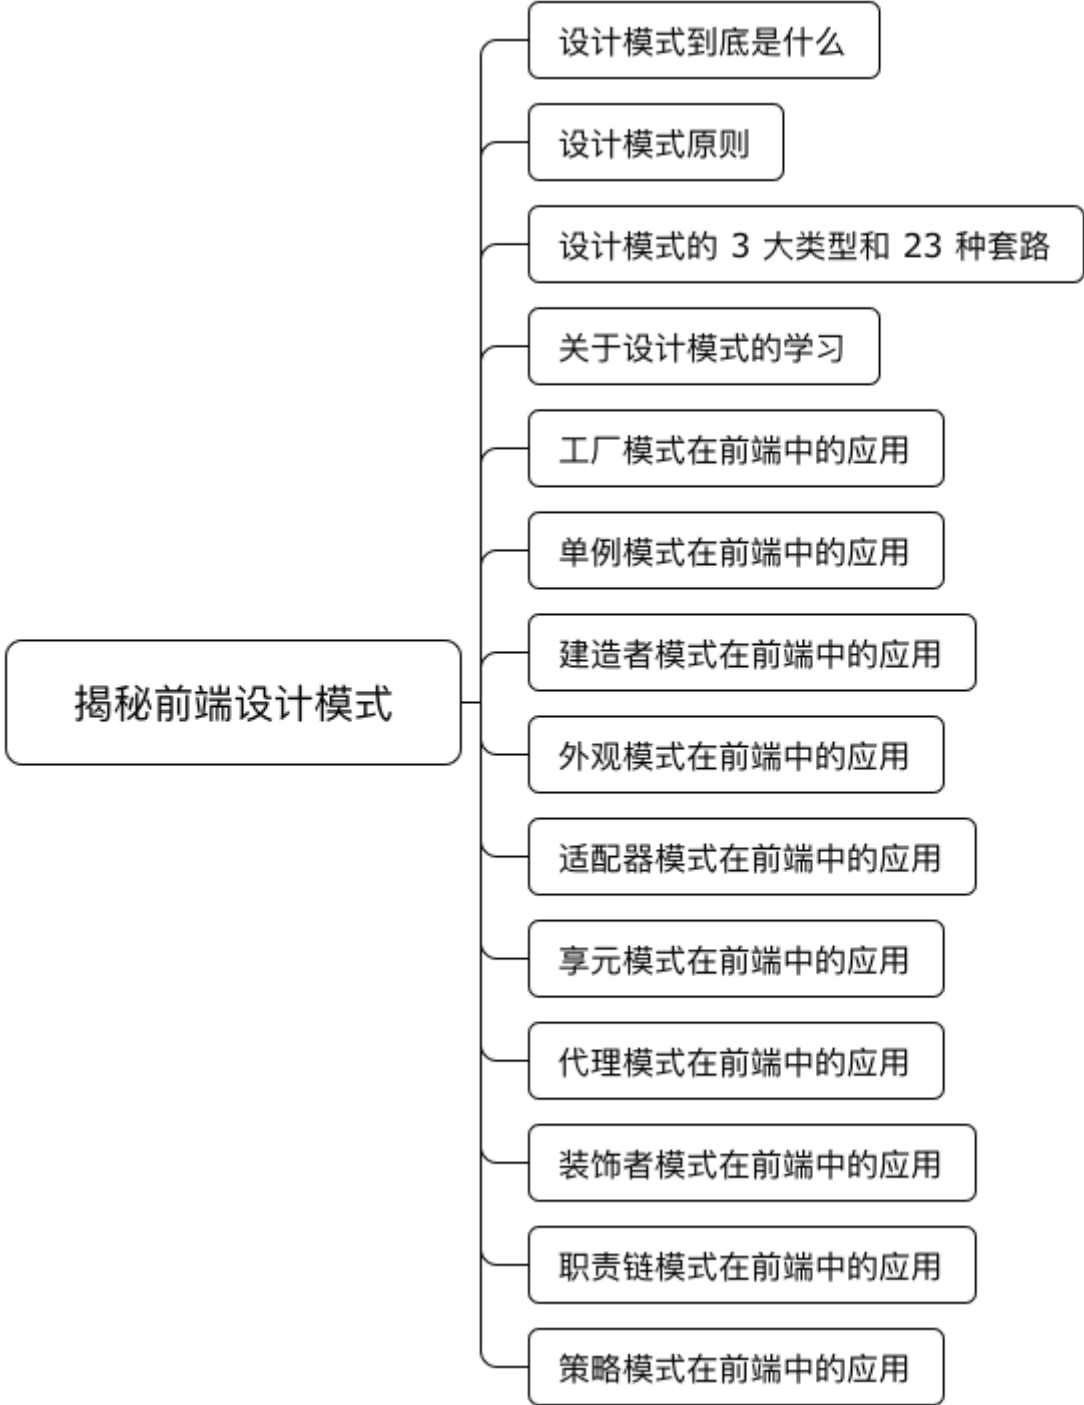 设计模式到底是什么
设计模式原则
设计模式的 3 大类型和 23 种套路
关于设计模式的学习
工厂模式在前端中的应用
单例模式在前端中的应用
建造者模式在前端中的应用
揭秘前端设计模式
外观模式在前端中的应用
适配器模式在前端中的应用
享元模式在前端中的应用
代理模式在前端中的应用
装饰者模式在前端中的应用
职责链模式在前端中的应用
策略模式在前端中的应用